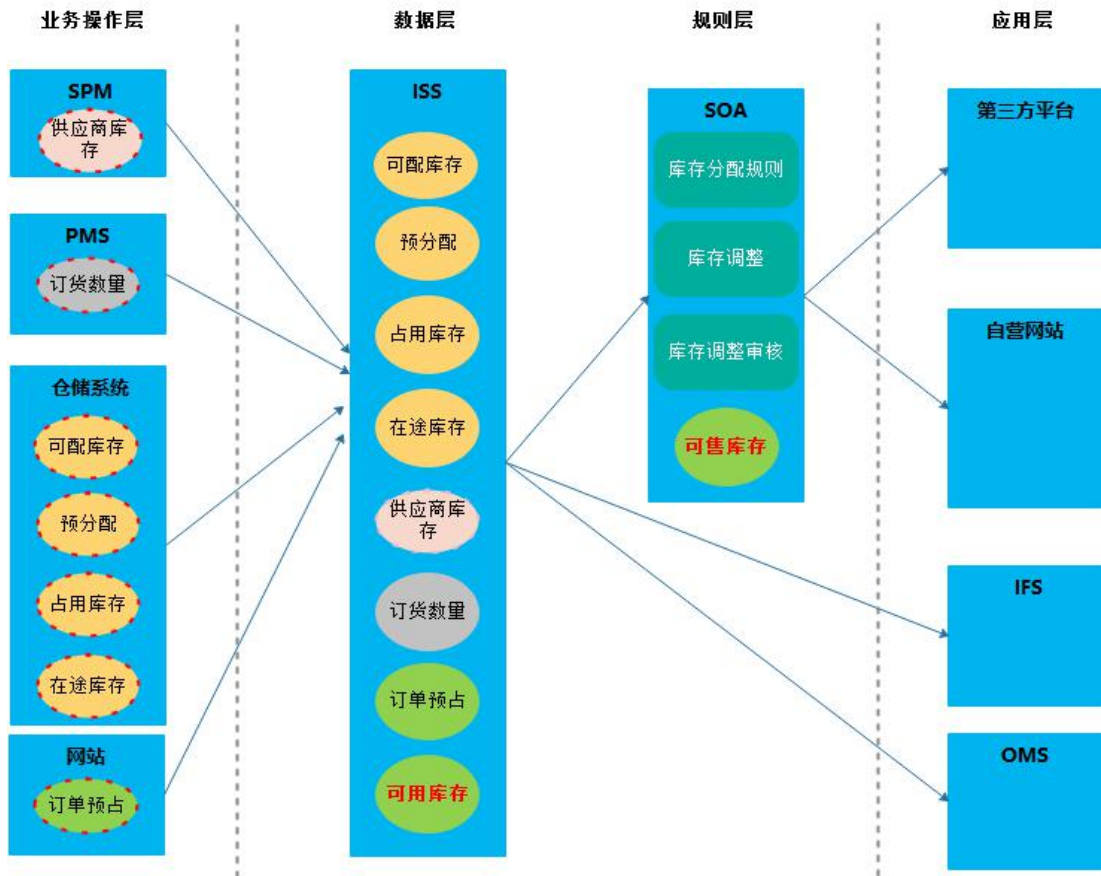 业务操作层
数据层
规则层
应用层
SPM
供应商库
存
PMS
订货数量
仓储系统
可配库存
预分配
占用库存
在途库存
网站
订单预占
ISS
可配库存
预分配
占用库存
在途库存
供应商库
存
订货数量
订单预占
可用库存
SOA
库存分配规则
库存调整
库存调整审核
可售库存
第三方平台
自营网站
IFS
OMS